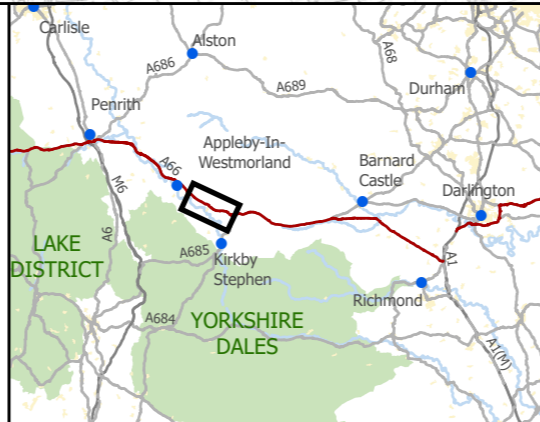 Carlisle
Alston
A68
A686
A689
Durham
Penrith
Appleby-In-
Westmorland
A66
Barnard
Castle
Darlington
M6
A6
LAKE
DISTRICT
A685
Kirkby
Stephen
A1
Richmond
A684
YORKSHIRE
DALES
A1(M)